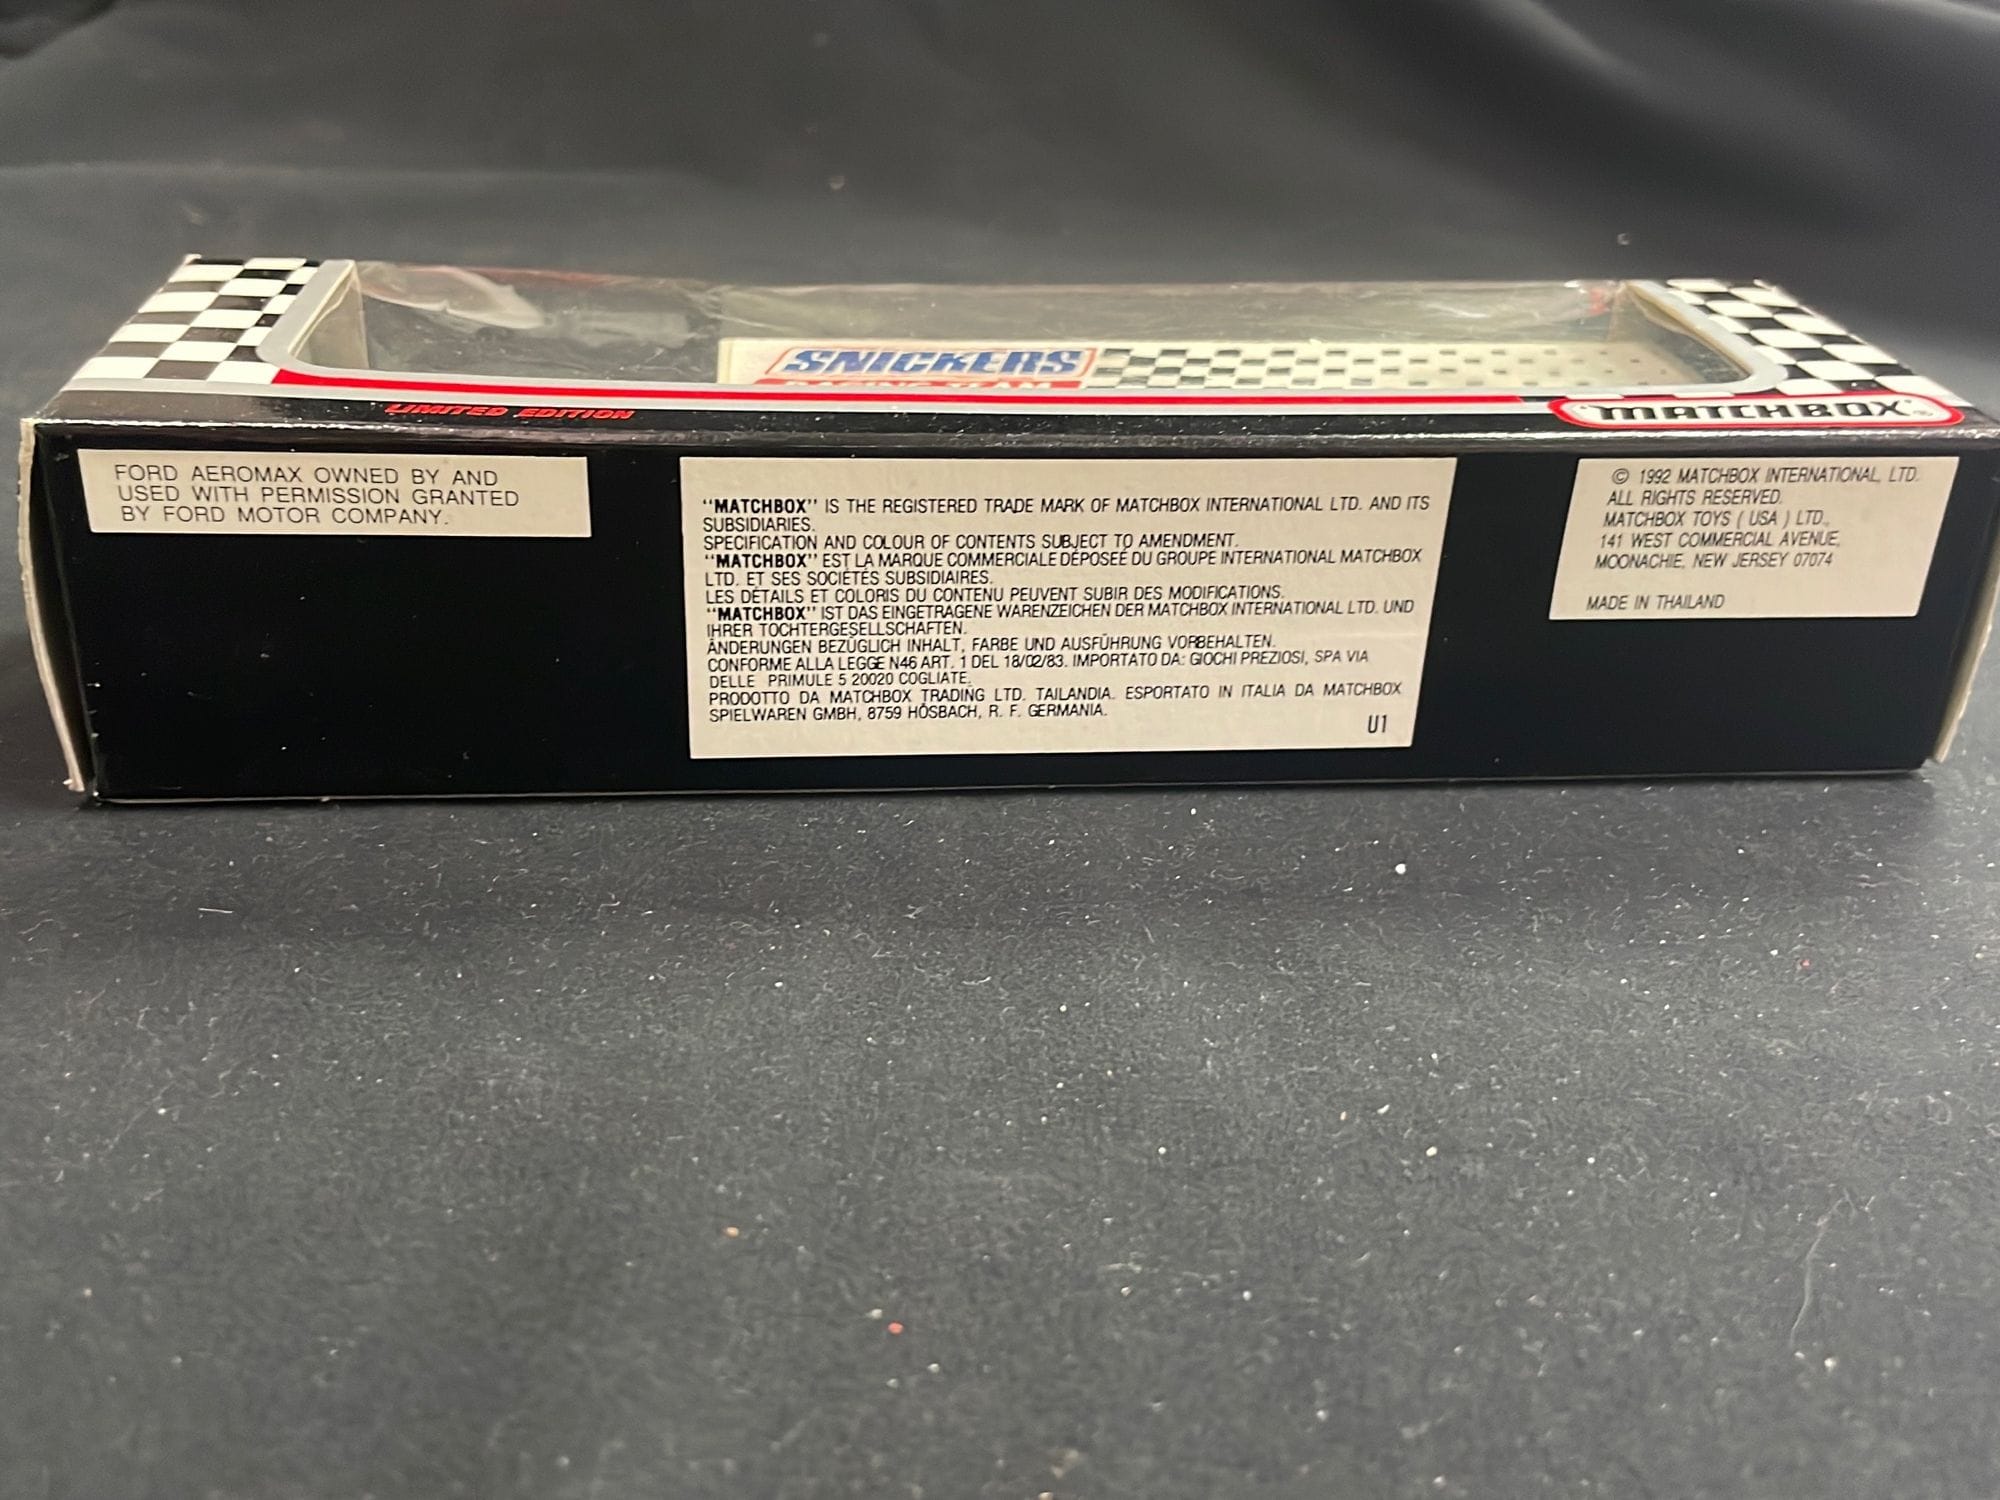 SNICKERS
RACING TEAM
LIMITED EDITION
"MATCHBOX"®
FORD AEROMAX OWNED BY AND
USED WITH PERMISSION GRANTED
BY FORD MOTOR COMPANY.
"MATCHBOX" IS THE REGISTERED TRADE MARK OF MATCHBOX INTERNATIONAL LTD. AND ITS
SUBSIDIARIES.
SPECIFICATION AND COLOUR OF CONTENTS SUBJECT TO AMENDMENT.
"MATCHBOX" EST LA MARQUE COMMERCIALE DÉPOSÉE DU GROUPE INTERNATIONAL MATCHBOX
LTD. ET SES SOCIÉTÉS SUBSIDIAIRES.
LES DÉTAILS ET COLORIS DU CONTENU PEUVENT SUBIR DES MODIFICATIONS.
"MATCHBOX" IST DAS EINGETRAGENE WARENZEICHEN DER MATCHBOX INTERNATIONAL LTD. UND
IHRER TOCHTERGESELLSCHAFTEN.
ÄNDERUNGEN BEZÜGLICH INHALT, FARBE UND AUSFÜHRUNG VORBEHALTEN.
CONFORME ALLA LEGGE N46 ART. 1 DEL 18/02/83. IMPORTATO DA: GIOCHI PREZIOSI, SPA VIA
DELLE PRIMULE 5 20020 COGLIATE.
PRODOTTO DA MATCHBOX TRADING LTD. TAILANDIA. ESPORTATO IN ITALIA DA MATCHBOX
SPIELWAREN GMBH, 8759 HÖSBACH, R. F. GERMANIA.
U1
© 1992 MATCHBOX INTERNATIONAL, LTD.
ALL RIGHTS RESERVED.
MATCHBOX TOYS ( USA ) LTD.,
141 WEST COMMERCIAL AVENUE,
MOONACHIE, NEW JERSEY 07074
MADE IN THAILAND